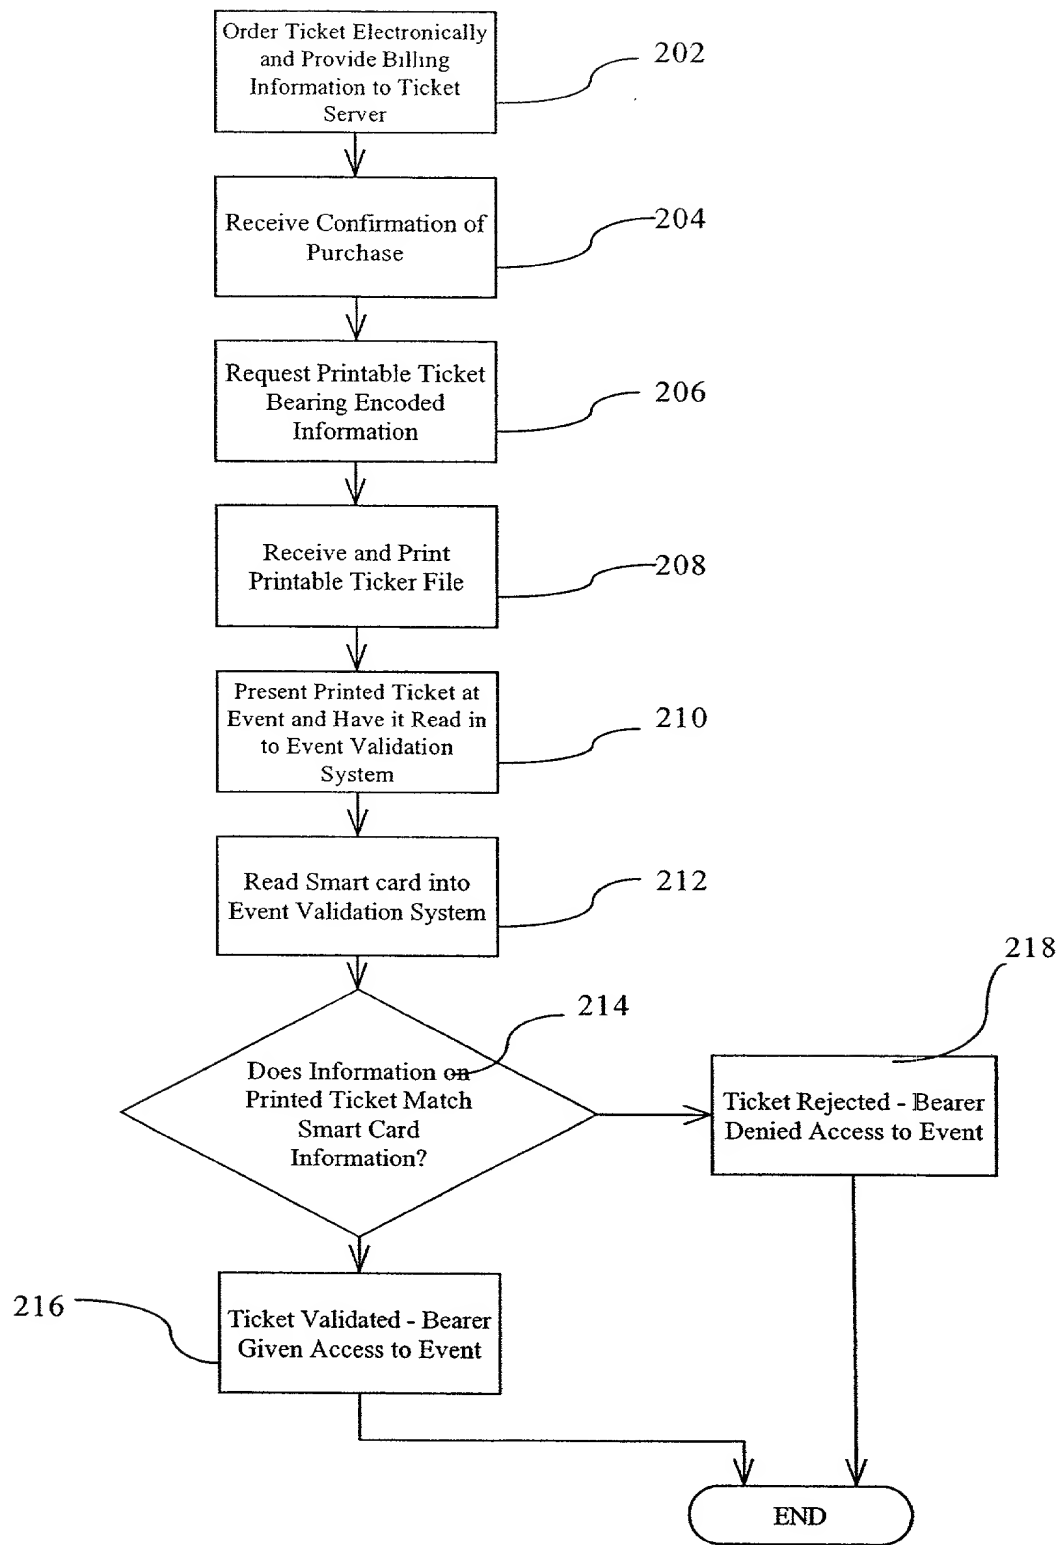 Order Ticket Electronically
and Provide Billing
Information to Ticket
Server
202
Receive Confirmation of
Purchase
204
Request Printable Ticket
Bearing Encoded
Information
206
Receive and Print
Printable Ticker File
208
Present Printed Ticket at
Event and Have it Read in
to Event Validation
System
210
Read Smart card into
Event Validation System
212
Does Information on
Printed Ticket Match
Smart Card
Information?
214
218
Ticket Rejected - Bearer
Denied Access to Event
216
Ticket Validated - Bearer
Given Access to Event
END